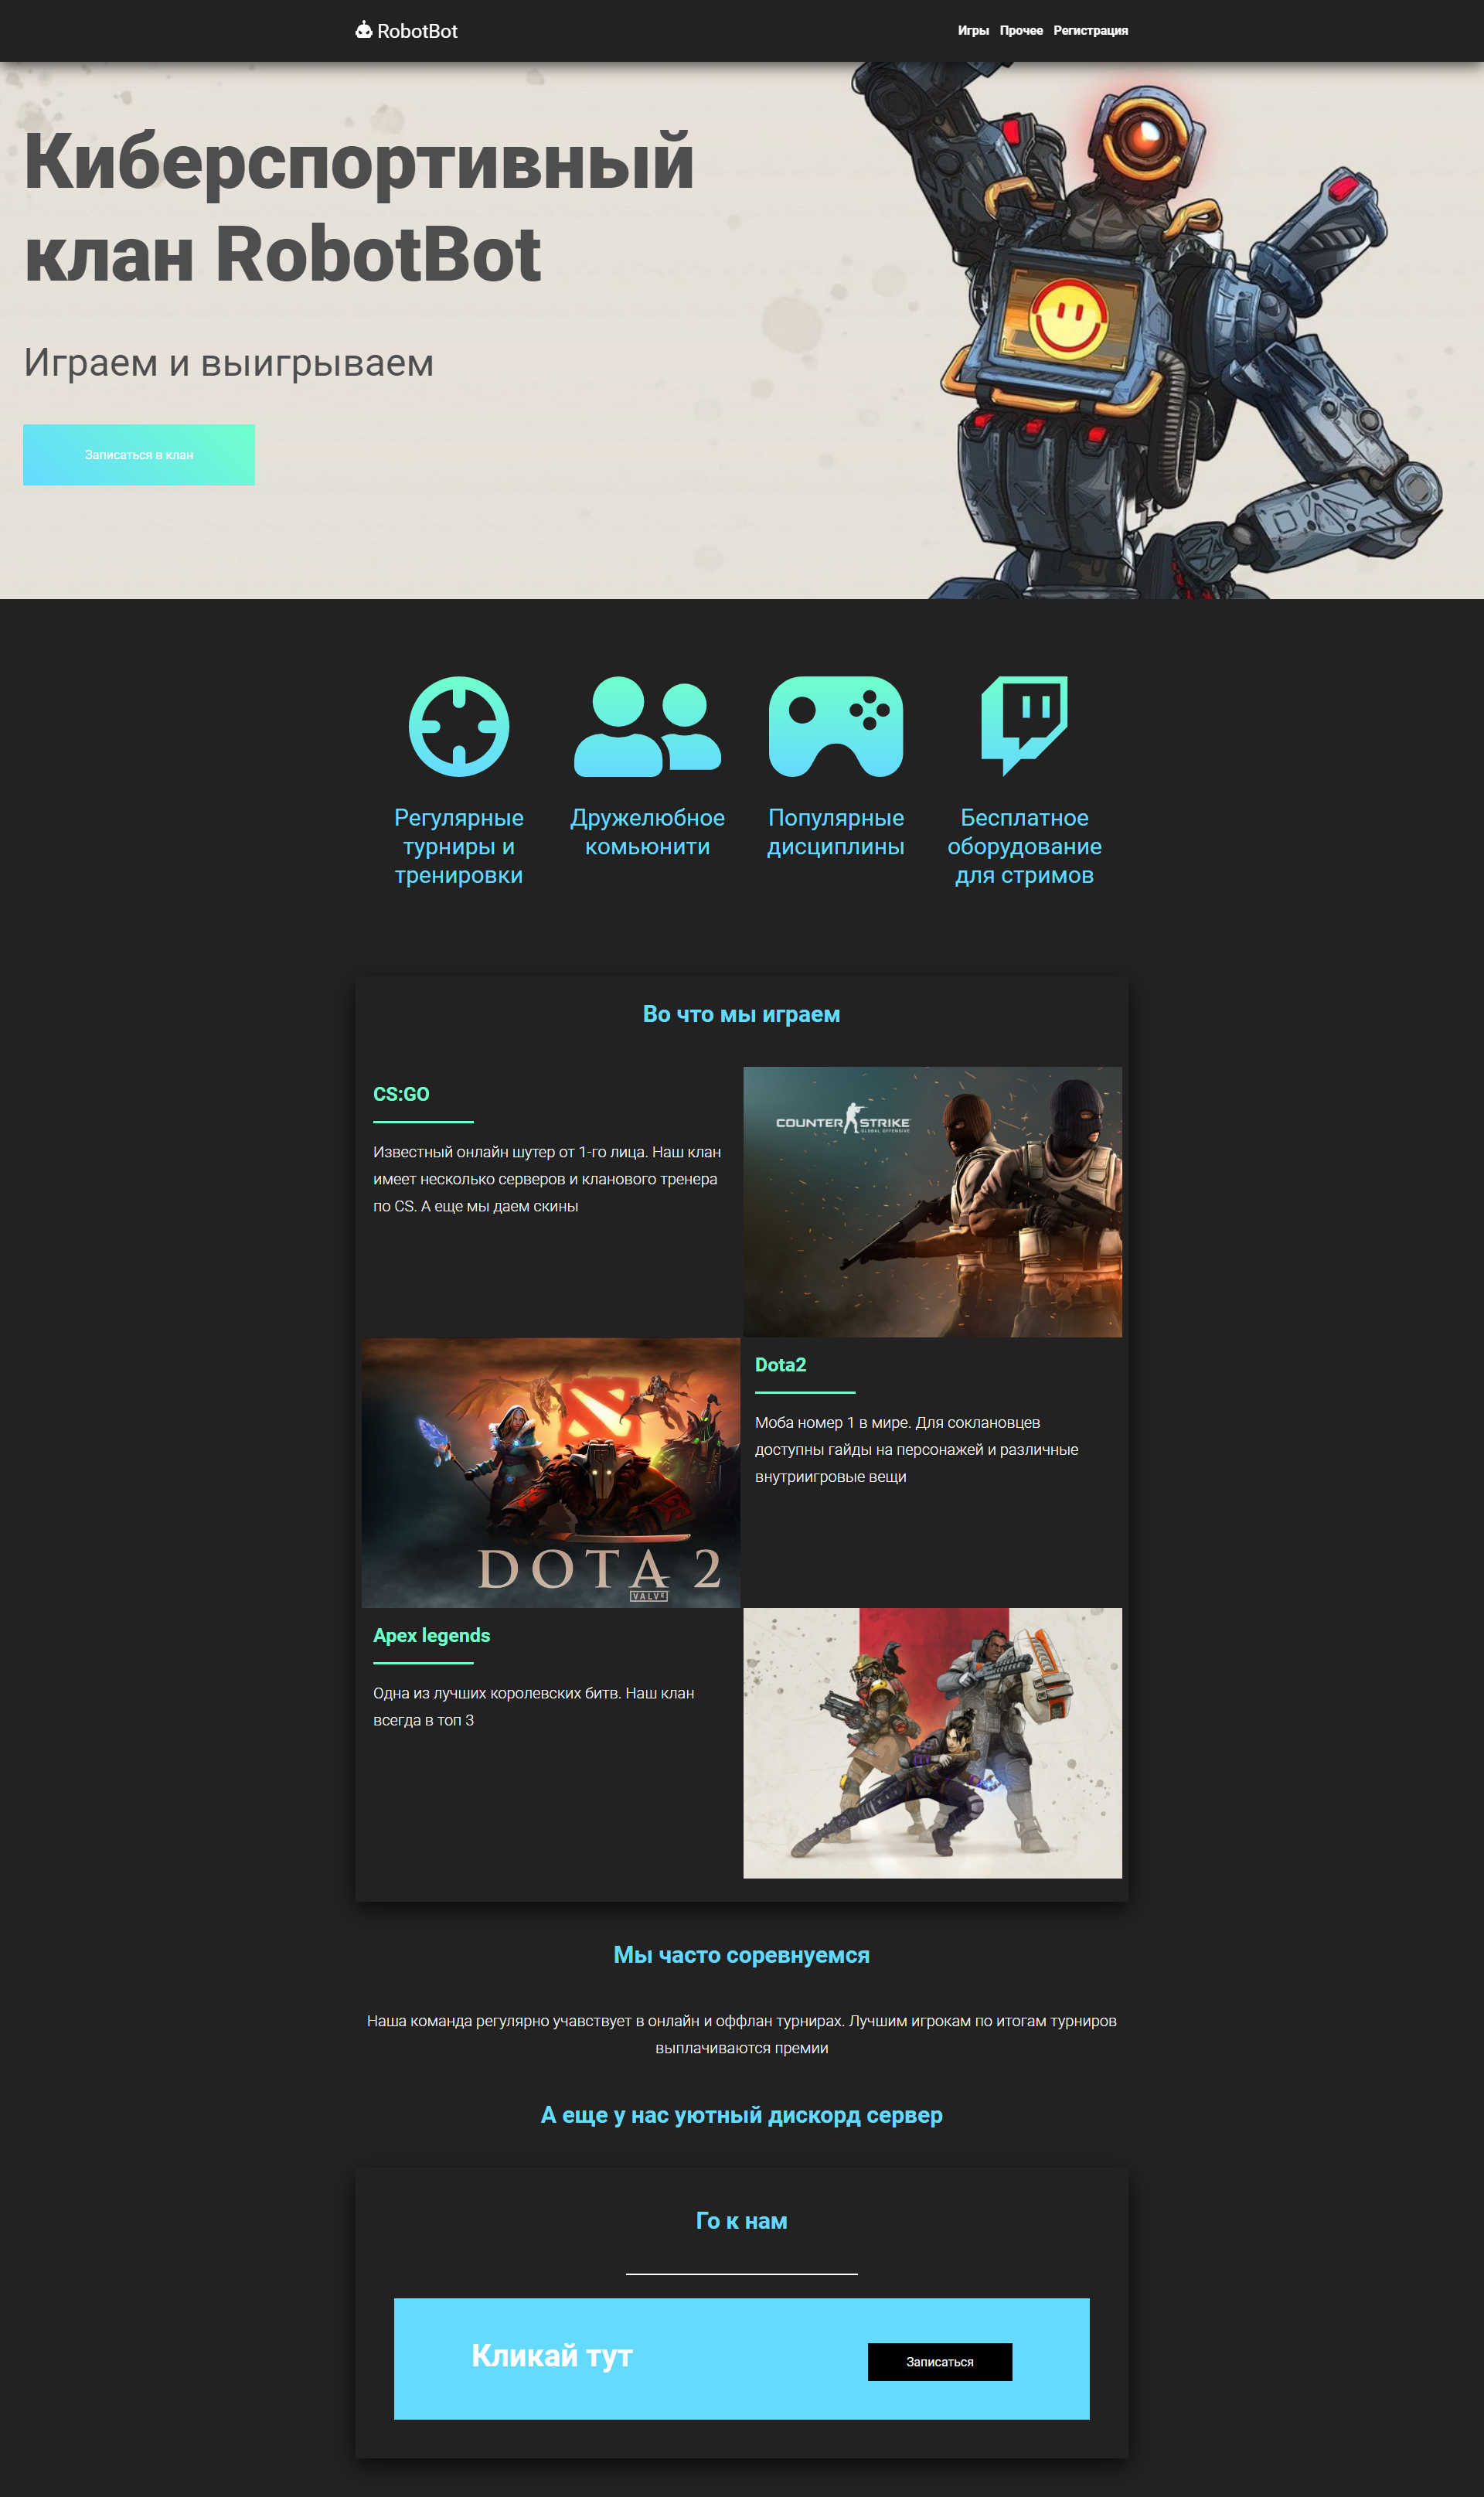 RobotBot
Игры Прочее Регистрация
Киберспортивный
клан RobotBot
Играем и выигрываем
Записаться в клан
Регулярные
турниры и
тренировки
Дружелюбное
комьюнити
Популярные
дисциплины
Бесплатное
оборудование
для стримов
Во что мы играем
CS:GO
Известный онлайн шутер от 1-го лица. Наш клан
имеет несколько серверов и кланового тренера
по CS. А еще мы даем скины
COUNTER STRIKE
GLOBAL OFFENSIVE
DOTA 2
VALVE
Dota2
Моба номер 1 в мире. Для соклановцев
доступны гайды на персонажей и различные
внутриигровые вещи
Apex legends
Одна из лучших королевских битв. Наш клан
всегда в топ 3
Мы часто соревнуемся
Наша команда регулярно учавствует в онлайн и оффлан турнирах. Лучшим игрокам по итогам турниров
выплачиваются премии
А еще у нас уютный дискорд сервер
Го к нам
Кликай тут
Записаться